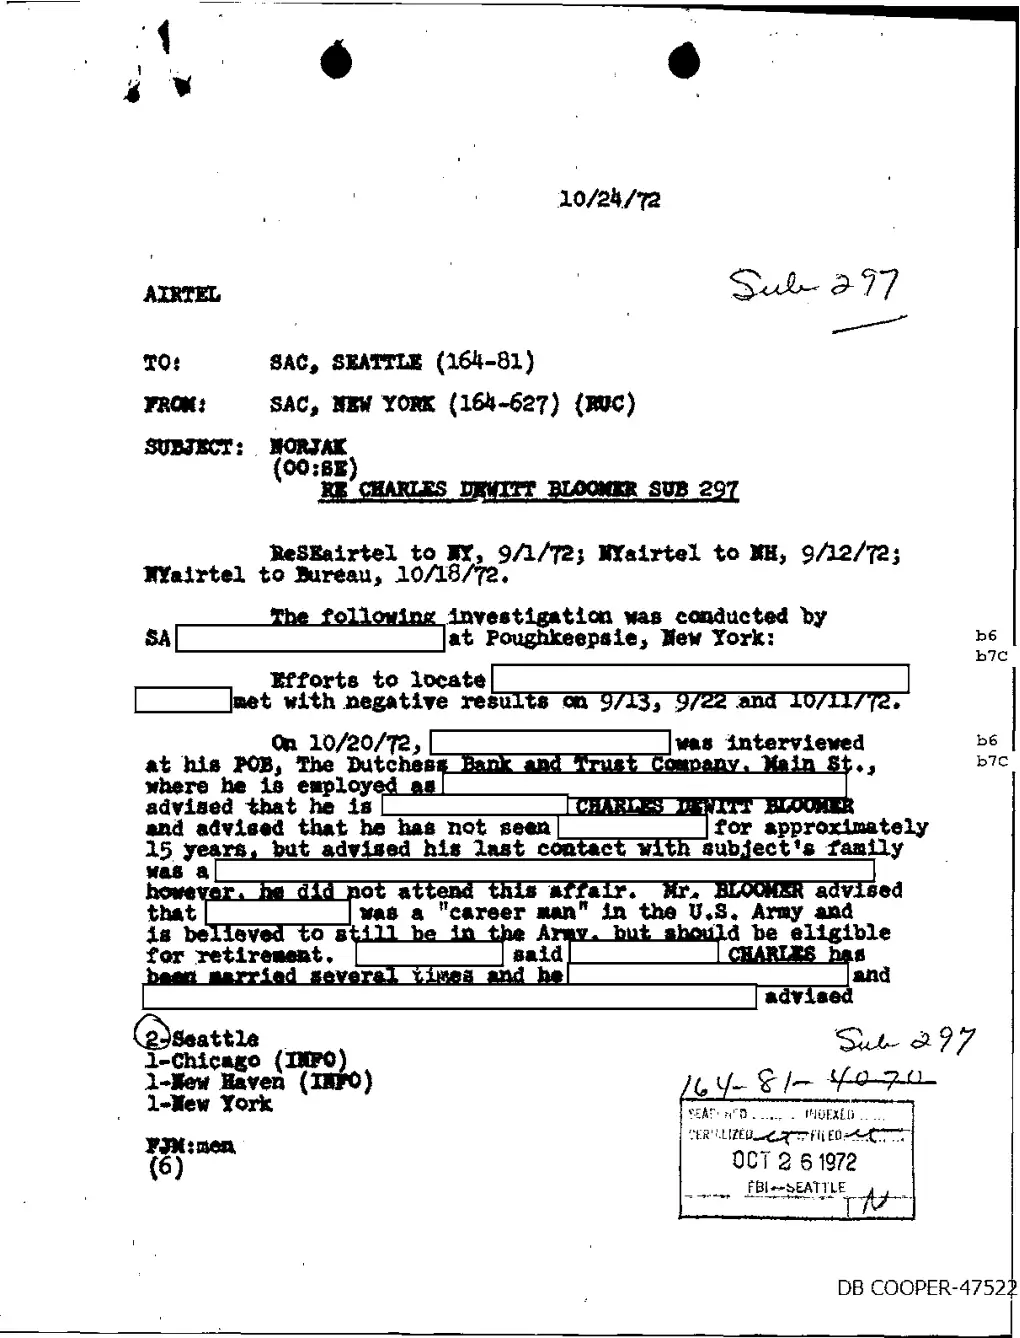 10/24/72
AIRTEL
Sub 297
TO: SAC, SEATTLE (164-81)
FROM: SAC, NEW YORK (164-627) (RUC)
SUBJECT: NORJAK
(OO:SE)
RE CHARLES DEWITT BLOOMER SUB 297
ReSEairtel to NY, 9/1/72; NYairtel to NH, 9/12/72;
NYairtel to Bureau, 10/18/72.
The following investigation was conducted by
SA at Poughkeepsie, New York:
b6
b7C
Efforts to locate
met with negative results on 9/13, 9/22 and 10/11/72.
On 10/20/72, was interviewed
b6
at his POB, The Dutchess Bank and Trust Company, Main St.,
b7C
where he is employed as
advised that he is CHARLES DEWITT BLOOMER
and advised that he has not seen for approximately
15 years, but advised his last contact with subject's family
was a
however, he did not attend this affair. Mr. BLOOMER advised
that was a "career man" in the U.S. Army and
is believed to still be in the Army, but should be eligible
for retirement. said CHARLES has
been married several times and he and
advised
2-Seattle
1-Chicago (INFO)
1-New Haven (INFO)
1-New York
FJM:men
(6)
Sub 297
164-81-4070
SEARCHED INDEXED
SERIALIZED FILED
OCT 26 1972
FBI-SEATTLE
DB COOPER-47522